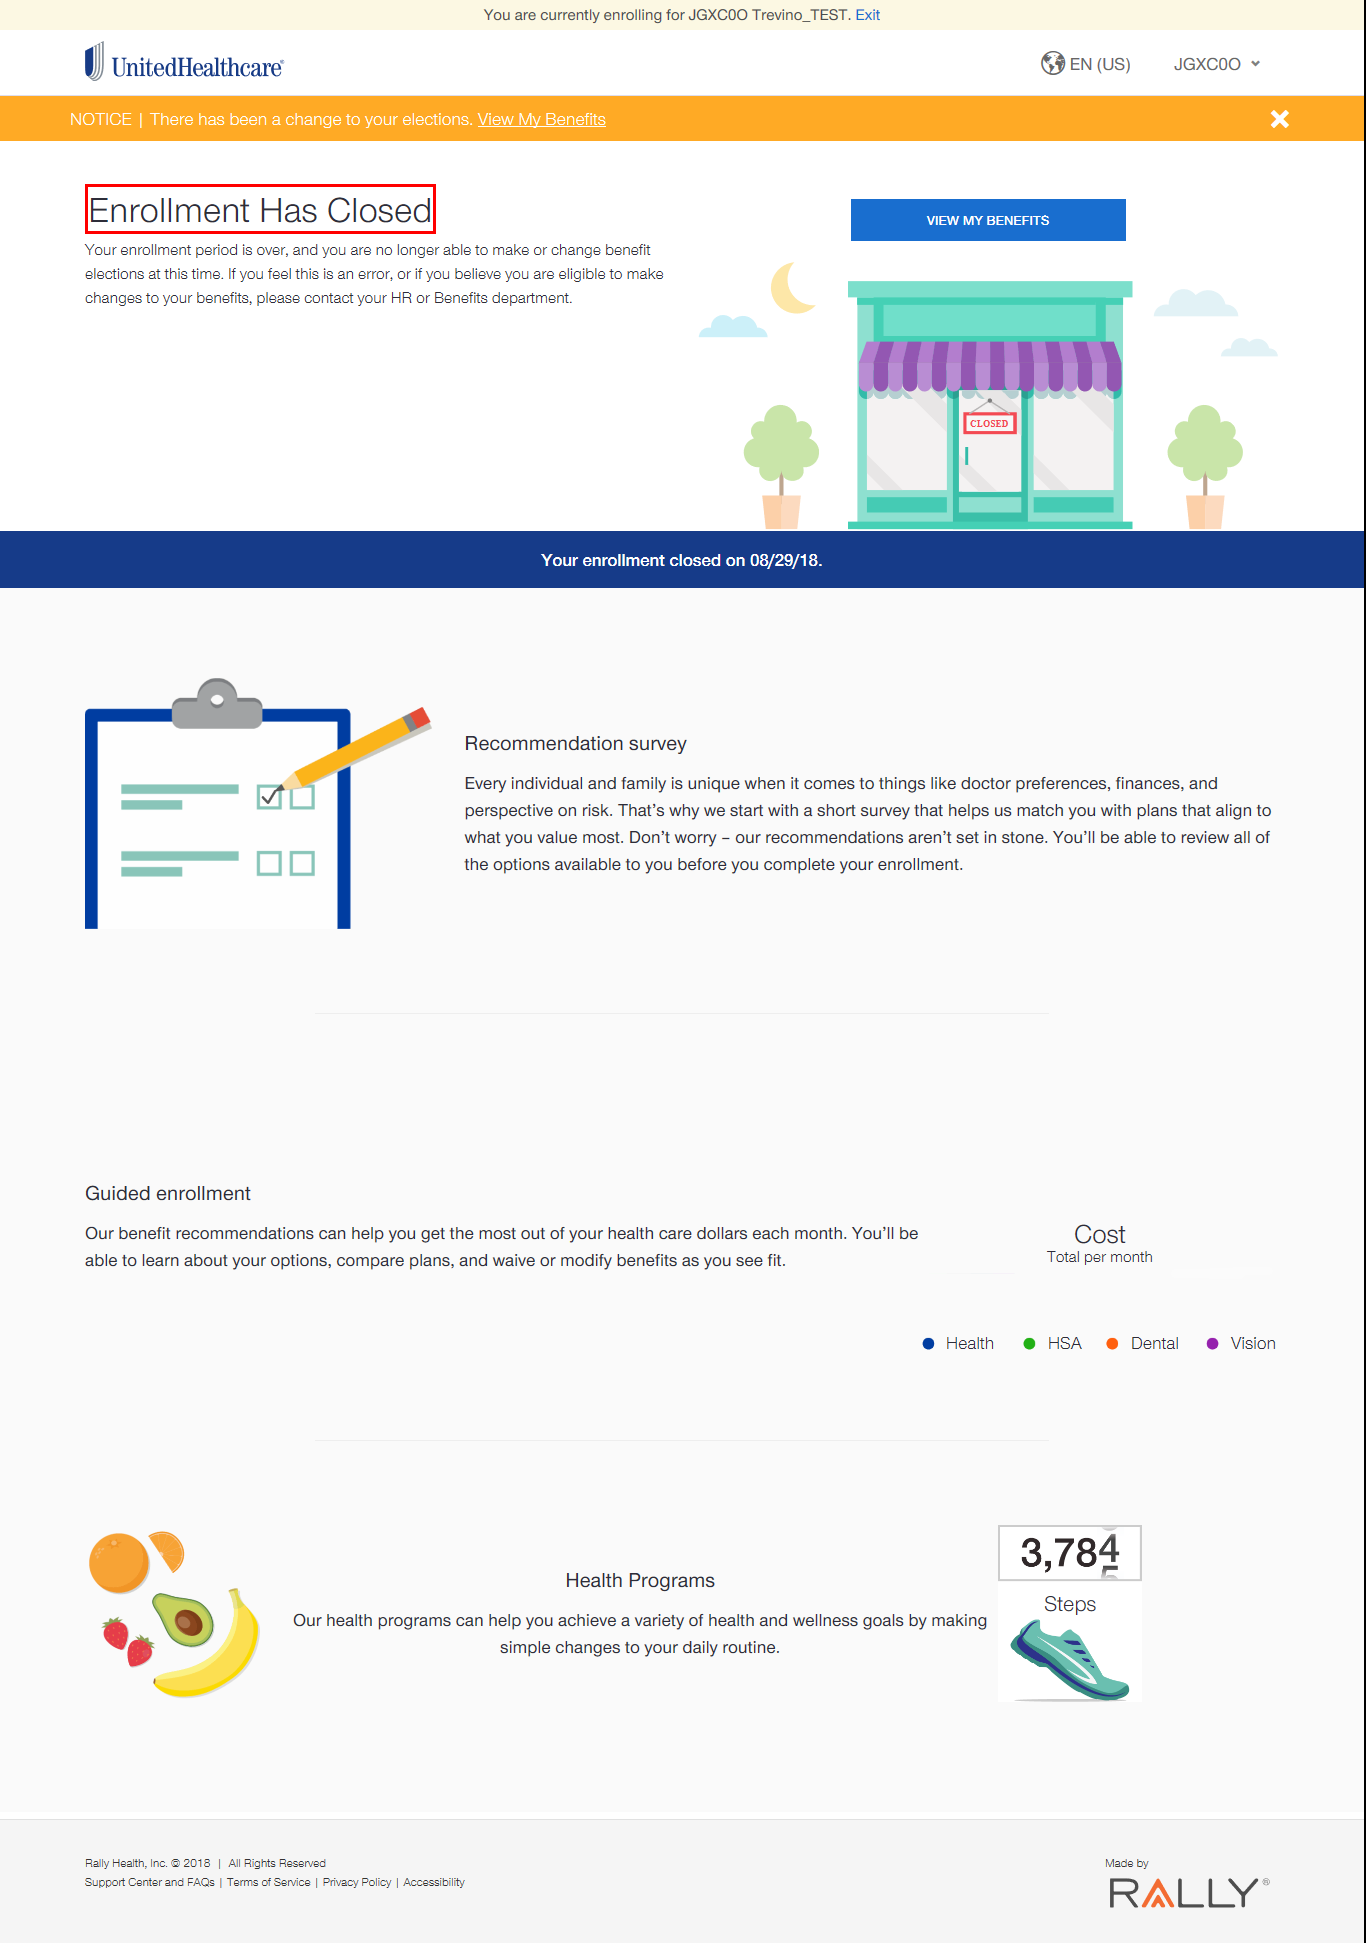 You are currently enrolling for JGXC0O Trevino_TEST. Exit
UnitedHealthcare®
EN (US)
JGXC0O
NOTICE | There has been a change to your elections. View My Benefits
Enrollment Has Closed
Your enrollment period is over, and you are no longer able to make or change benefit
elections at this time. If you feel this is an error, or if you believe you are eligible to make
changes to your benefits, please contact your HR or Benefits department.
VIEW MY BENEFITS
CLOSED
Your enrollment closed on 08/29/18.
Recommendation survey
Every individual and family is unique when it comes to things like doctor preferences, finances, and
perspective on risk. That's why we start with a short survey that helps us match you with plans that align to
what you value most. Don't worry – our recommendations aren't set in stone. You'll be able to review all of
the options available to you before you complete your enrollment.
Guided enrollment
Our benefit recommendations can help you get the most out of your health care dollars each month. You'll be
able to learn about your options, compare plans, and waive or modify benefits as you see fit.
Cost
Total per month
Health
HSA
Dental
Vision
Health Programs
Our health programs can help you achieve a variety of health and wellness goals by making
simple changes to your daily routine.
3,784
Steps
Rally Health, Inc. © 2018 | All Rights Reserved
Support Center and FAQs | Terms of Service | Privacy Policy | Accessibility
Made by
RALLY®